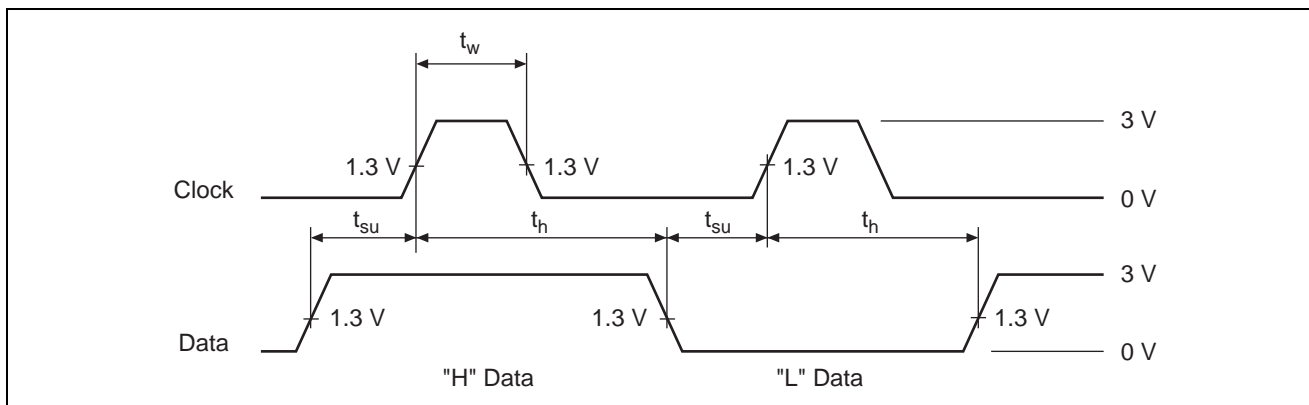 t_w
3 V
1.3 V
1.3 V
1.3 V
Clock
0 V
t_su
t_h
t_su
t_h
3 V
1.3 V
1.3 V
1.3 V
Data
0 V
"H" Data
"L" Data